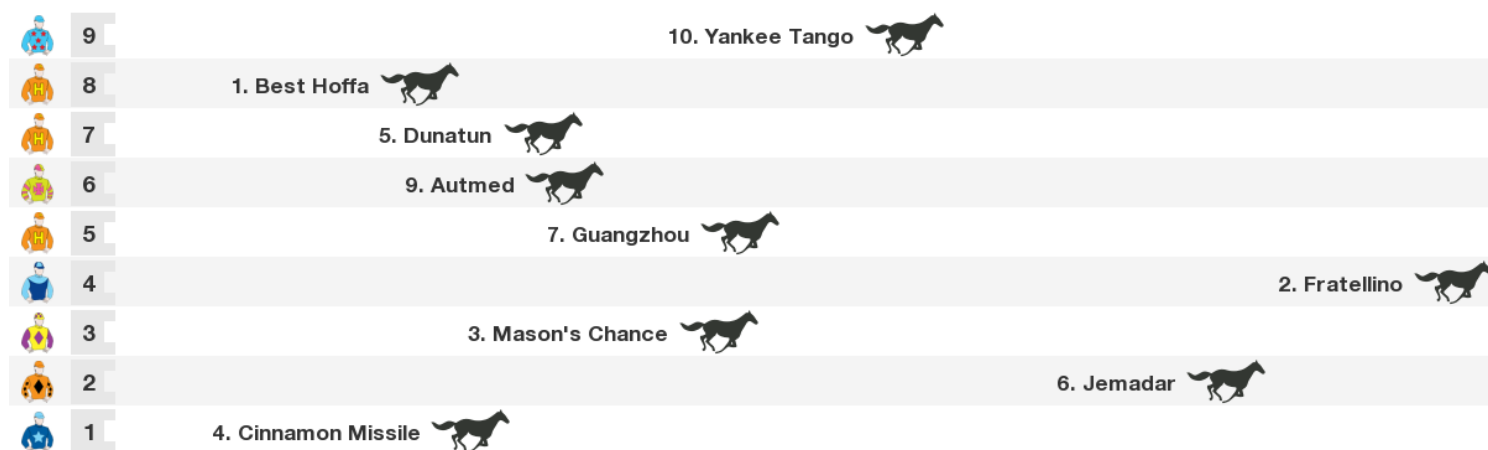 9 10. Yankee Tango
8 1. Best Hoffa
H
7 5. Dunatun
H
6 9. Autmed
5 7. Guangzhou
H
4 2. Fratellino
3 3. Mason's Chance
2 6. Jemadar
1 4. Cinnamon Missile